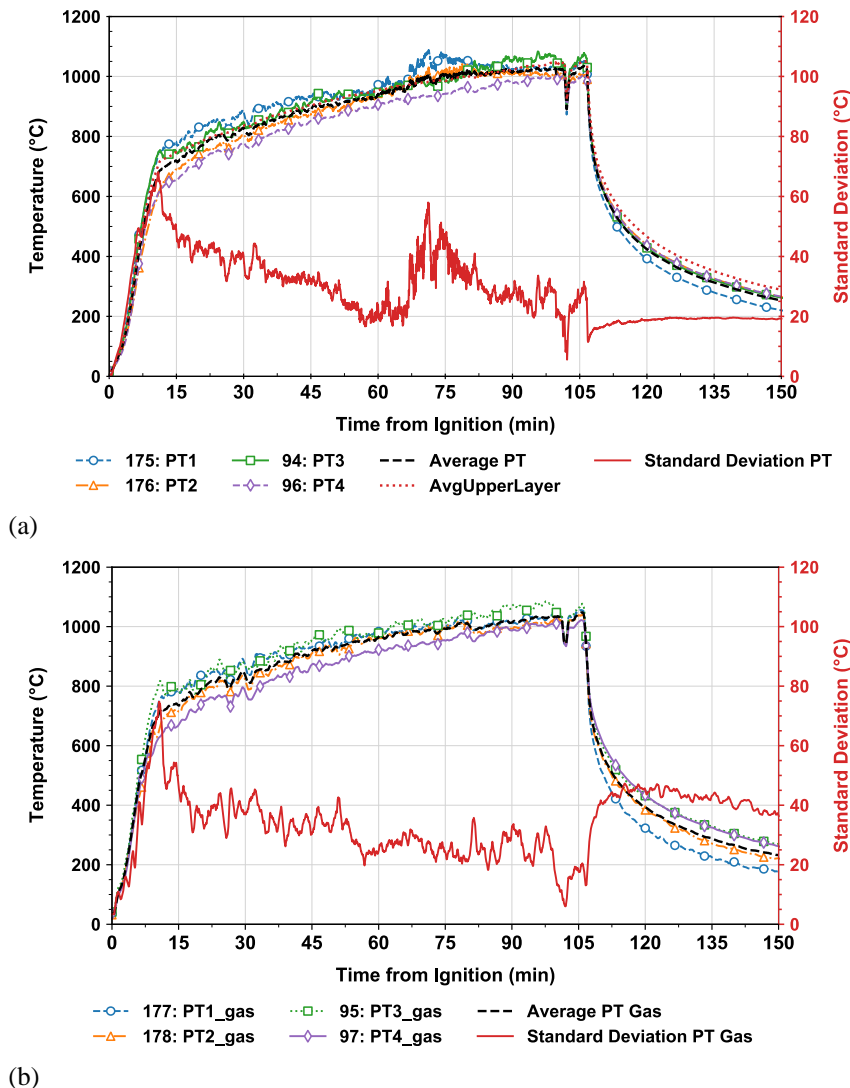 1200
1000
800
600
400
200
0
Temperature (°C)
120
100
80
60
40
20
0
Standard Deviation (°C)
0 15 30 45 60 75 90 105 120 135 150
Time from Ignition (min)
175: PT1 94: PT3 Average PT Standard Deviation PT
176: PT2 96: PT4 AvgUpperLayer
(a)
1200
1000
800
600
400
200
0
Temperature (°C)
120
100
80
60
40
20
0
Standard Deviation (°C)
0 15 30 45 60 75 90 105 120 135 150
Time from Ignition (min)
177: PT1_gas 95: PT3_gas Average PT Gas
178: PT2_gas 97: PT4_gas Standard Deviation PT Gas
(b)